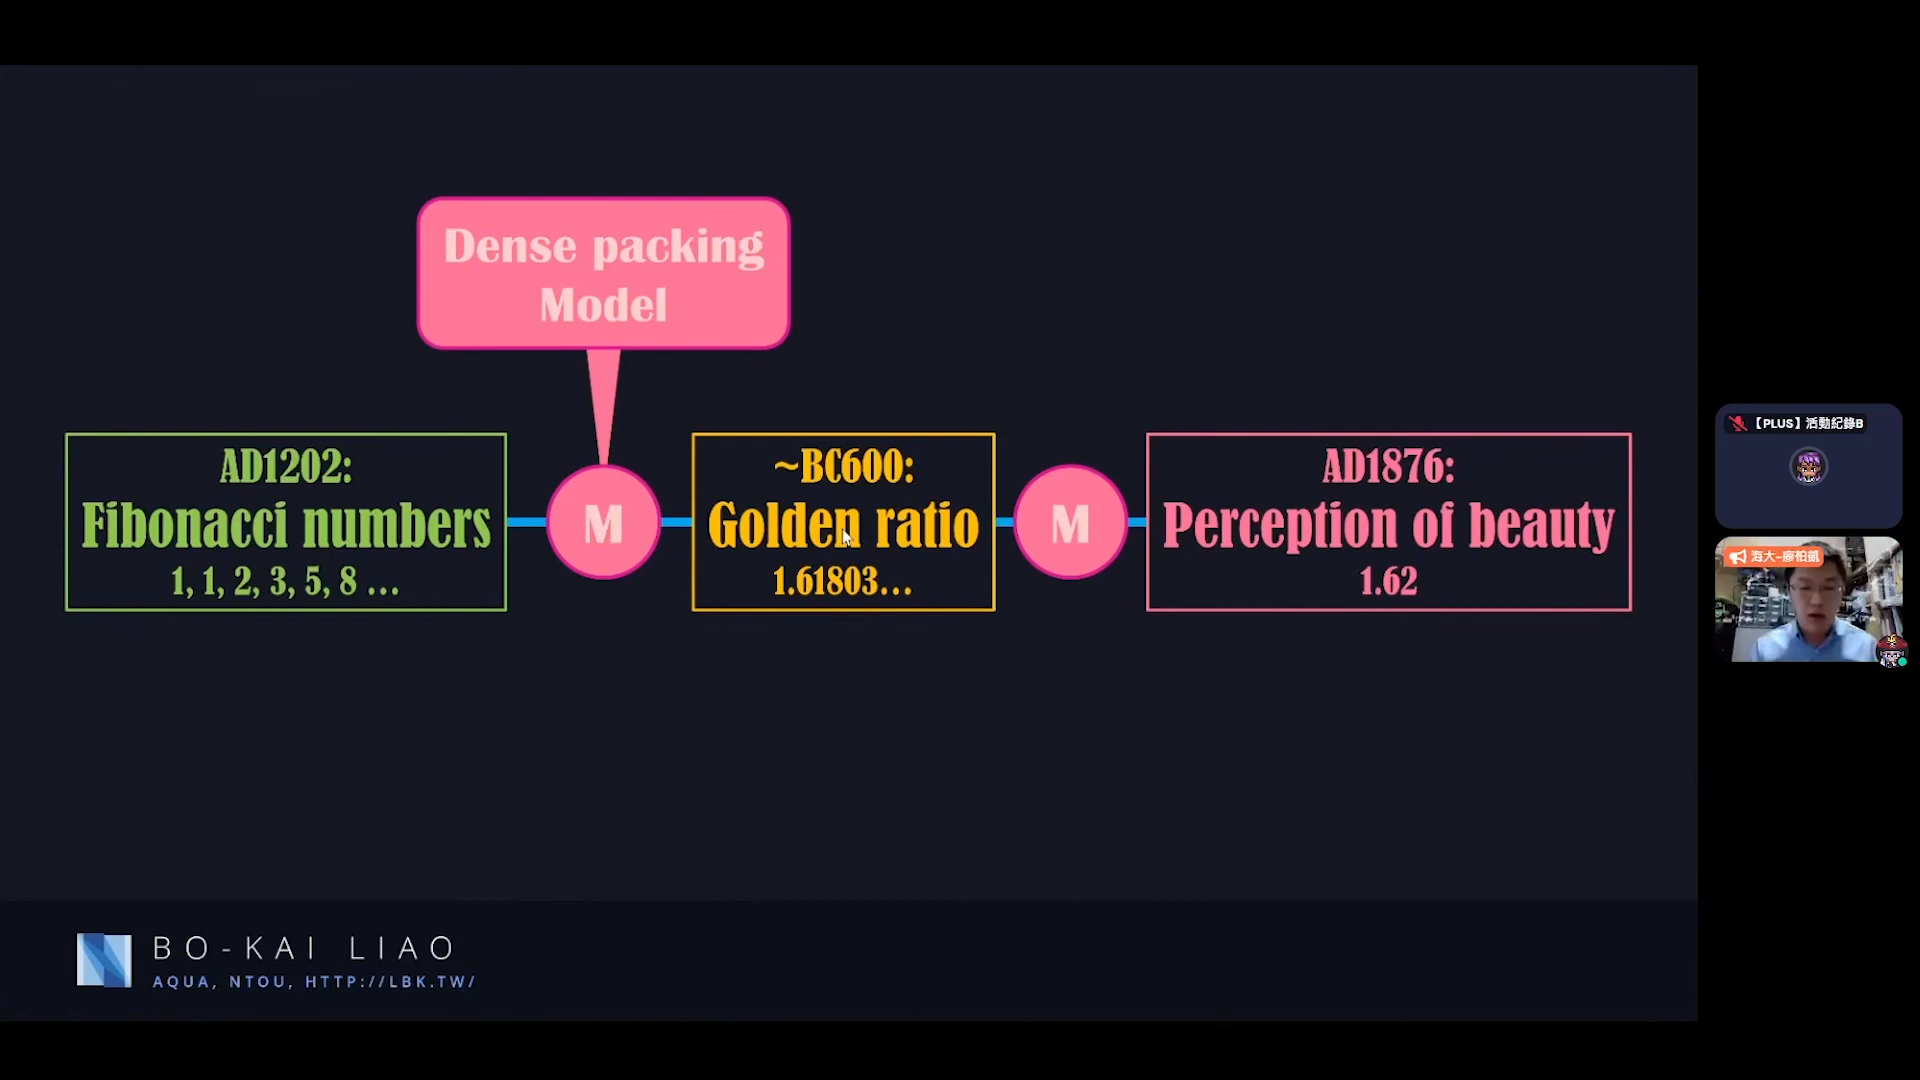 Dense packing
Model
AD1202:
Fibonacci numbers
1, 1, 2, 3, 5, 8 ...
M
~BC600:
Golden ratio
1.61803...
M
AD1876:
Perception of beauty
1.62
【PLUS】活動紀錄B
海大-廖柏凱
BO-KAI LIAO
AQUA, NTOU, HTTP://LBK.TW/